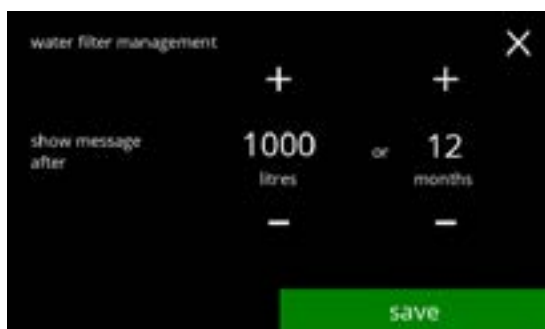 water filter management
show message
after
1000
litres
or
12
months
save